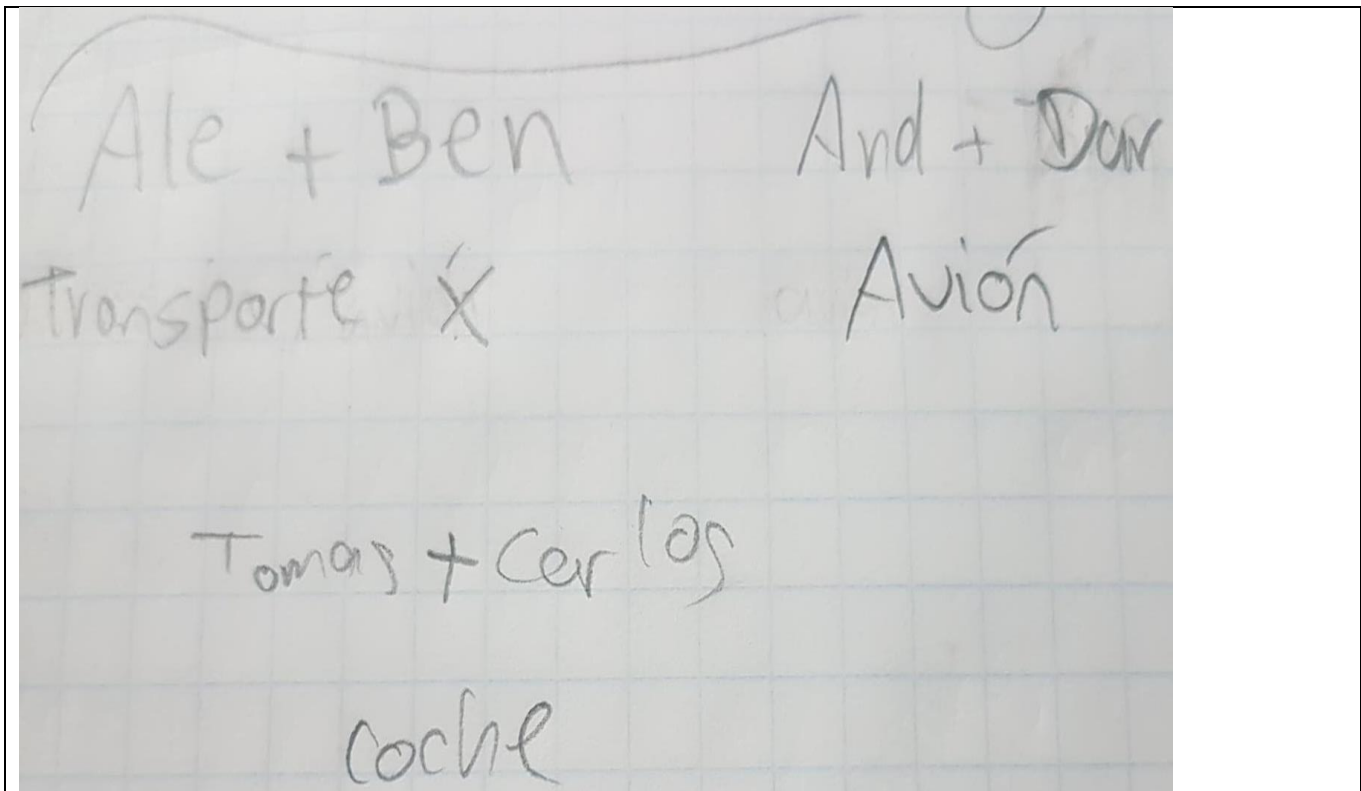 Ale + Ben
And + Dar
Transporte X
Avión
Tomas + Carlos
coche